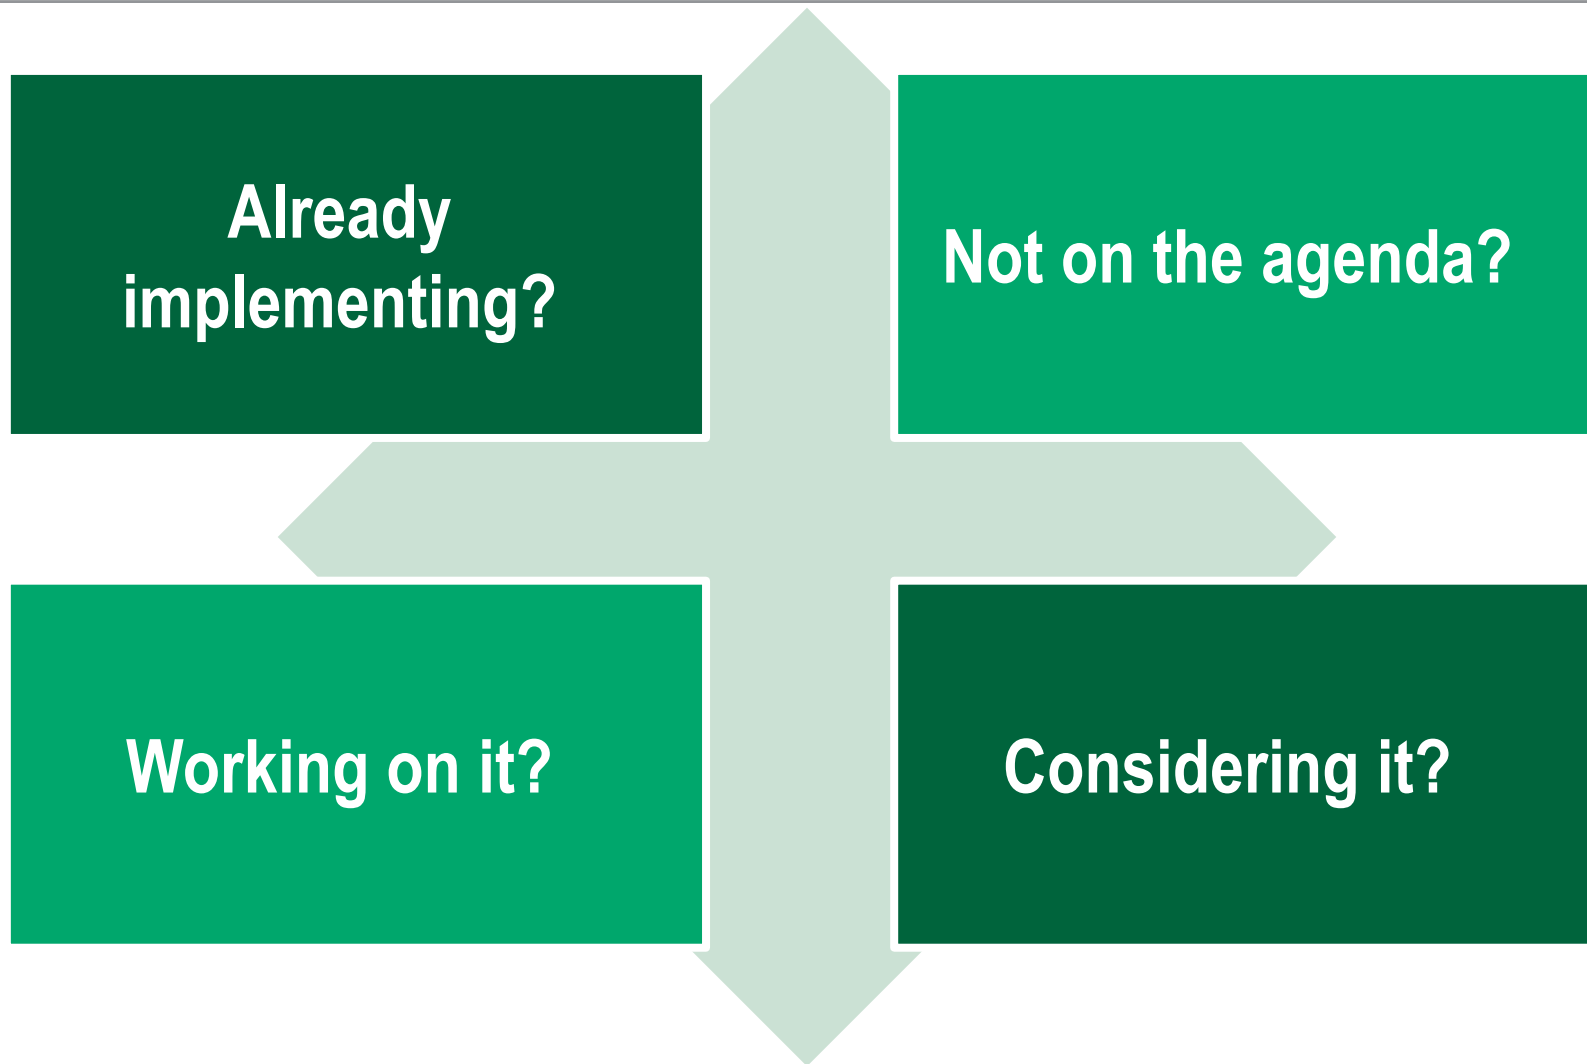 Already
implementing?
Not on the agenda?
Working on it?
Considering it?